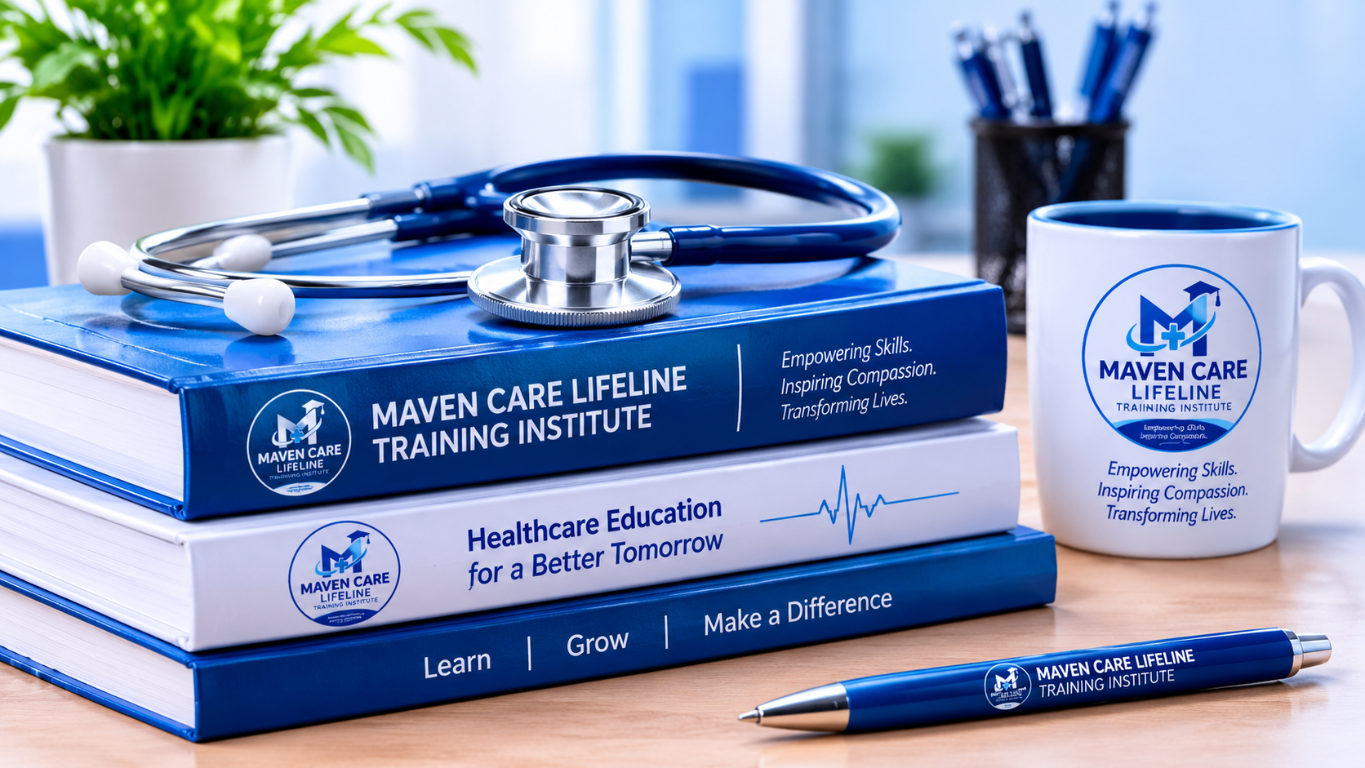 MAVEN CARE LIFELINE
TRAINING INSTITUTE
Empowering Skills.
Inspiring Compassion.
Transforming Lives.
MAVEN CARE
LIFELINE
TRAINING INSTITUTE
Healthcare Education
for a Better Tomorrow
MAVEN CARE
LIFELINE
TRAINING INSTITUTE
Learn | Grow | Make a Difference
MAVEN CARE
LIFELINE
TRAINING INSTITUTE
Empowering Skills.
Inspiring Compassion.
Transforming Lives.
MAVEN CARE LIFELINE
TRAINING INSTITUTE